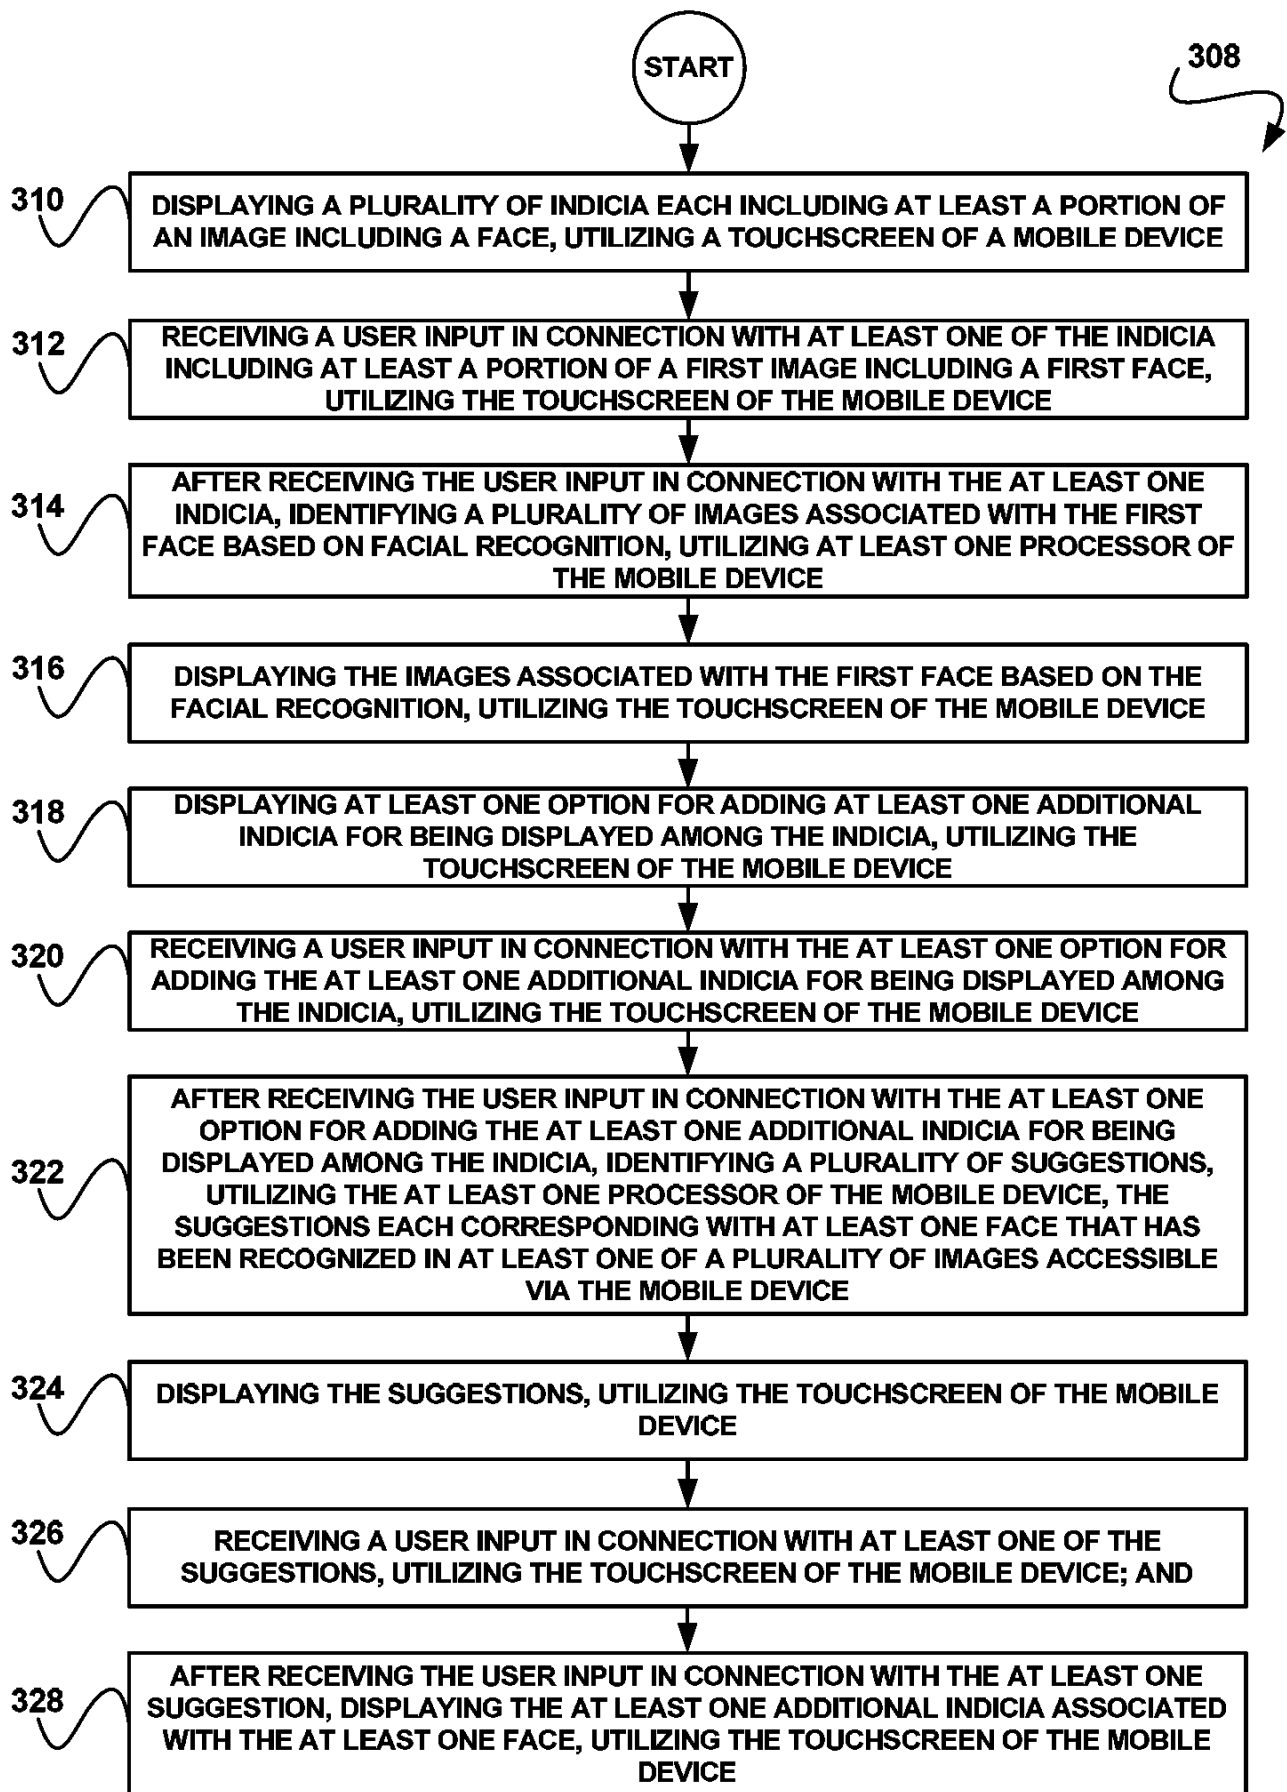 START
308
310
DISPLAYING A PLURALITY OF INDICIA EACH INCLUDING AT LEAST A PORTION OF
AN IMAGE INCLUDING A FACE, UTILIZING A TOUCHSCREEN OF A MOBILE DEVICE
312
RECEIVING A USER INPUT IN CONNECTION WITH AT LEAST ONE OF THE INDICIA
INCLUDING AT LEAST A PORTION OF A FIRST IMAGE INCLUDING A FIRST FACE,
UTILIZING THE TOUCHSCREEN OF THE MOBILE DEVICE
314
AFTER RECEIVING THE USER INPUT IN CONNECTION WITH THE AT LEAST ONE
INDICIA, IDENTIFYING A PLURALITY OF IMAGES ASSOCIATED WITH THE FIRST
FACE BASED ON FACIAL RECOGNITION, UTILIZING AT LEAST ONE PROCESSOR OF
THE MOBILE DEVICE
316
DISPLAYING THE IMAGES ASSOCIATED WITH THE FIRST FACE BASED ON THE
FACIAL RECOGNITION, UTILIZING THE TOUCHSCREEN OF THE MOBILE DEVICE
318
DISPLAYING AT LEAST ONE OPTION FOR ADDING AT LEAST ONE ADDITIONAL
INDICIA FOR BEING DISPLAYED AMONG THE INDICIA, UTILIZING THE
TOUCHSCREEN OF THE MOBILE DEVICE
320
RECEIVING A USER INPUT IN CONNECTION WITH THE AT LEAST ONE OPTION FOR
ADDING THE AT LEAST ONE ADDITIONAL INDICIA FOR BEING DISPLAYED AMONG
THE INDICIA, UTILIZING THE TOUCHSCREEN OF THE MOBILE DEVICE
322
AFTER RECEIVING THE USER INPUT IN CONNECTION WITH THE AT LEAST ONE
OPTION FOR ADDING THE AT LEAST ONE ADDITIONAL INDICIA FOR BEING
DISPLAYED AMONG THE INDICIA, IDENTIFYING A PLURALITY OF SUGGESTIONS,
UTILIZING THE AT LEAST ONE PROCESSOR OF THE MOBILE DEVICE, THE
SUGGESTIONS EACH CORRESPONDING WITH AT LEAST ONE FACE THAT HAS
BEEN RECOGNIZED IN AT LEAST ONE OF A PLURALITY OF IMAGES ACCESSIBLE
VIA THE MOBILE DEVICE
324
DISPLAYING THE SUGGESTIONS, UTILIZING THE TOUCHSCREEN OF THE MOBILE
DEVICE
326
RECEIVING A USER INPUT IN CONNECTION WITH AT LEAST ONE OF THE
SUGGESTIONS, UTILIZING THE TOUCHSCREEN OF THE MOBILE DEVICE; AND
328
AFTER RECEIVING THE USER INPUT IN CONNECTION WITH THE AT LEAST ONE
SUGGESTION, DISPLAYING THE AT LEAST ONE ADDITIONAL INDICIA ASSOCIATED
WITH THE AT LEAST ONE FACE, UTILIZING THE TOUCHSCREEN OF THE MOBILE
DEVICE